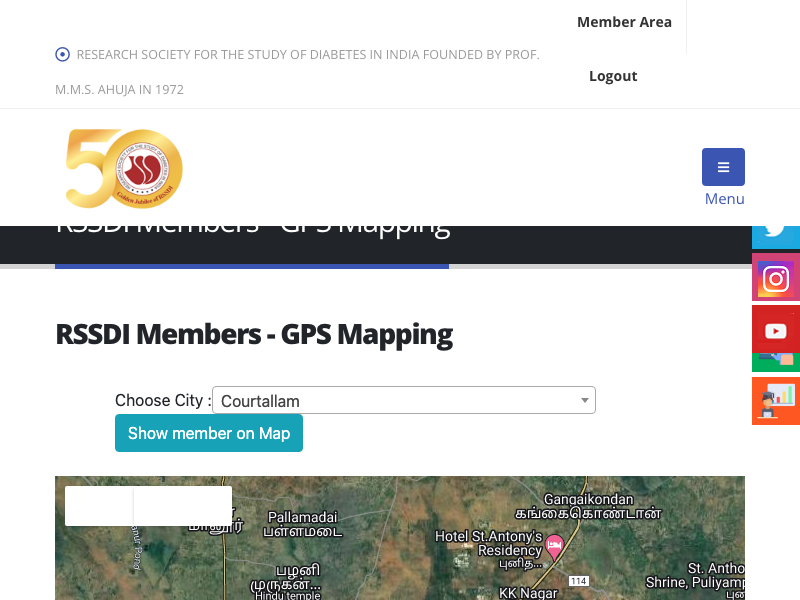 Member Area
RESEARCH SOCIETY FOR THE STUDY OF DIABETES IN INDIA FOUNDED BY PROF.
M.M.S. AHUJA IN 1972
Logout
50
Golden Jubilee of RSSDI
Menu
RSSDI Members - GPS Mapping
RSSDI Members - GPS Mapping
Choose City :
Courtallam
Show member on Map
Gangaikondan
கங்கைகொண்டான்
Pallamadai
பள்ளமடை
Hotel St.Antony's
Residency
புனித...
பழனி
முருகன்...
Hindu temple
114
KK Nagar
St. Antho
Shrine, Puliyamp